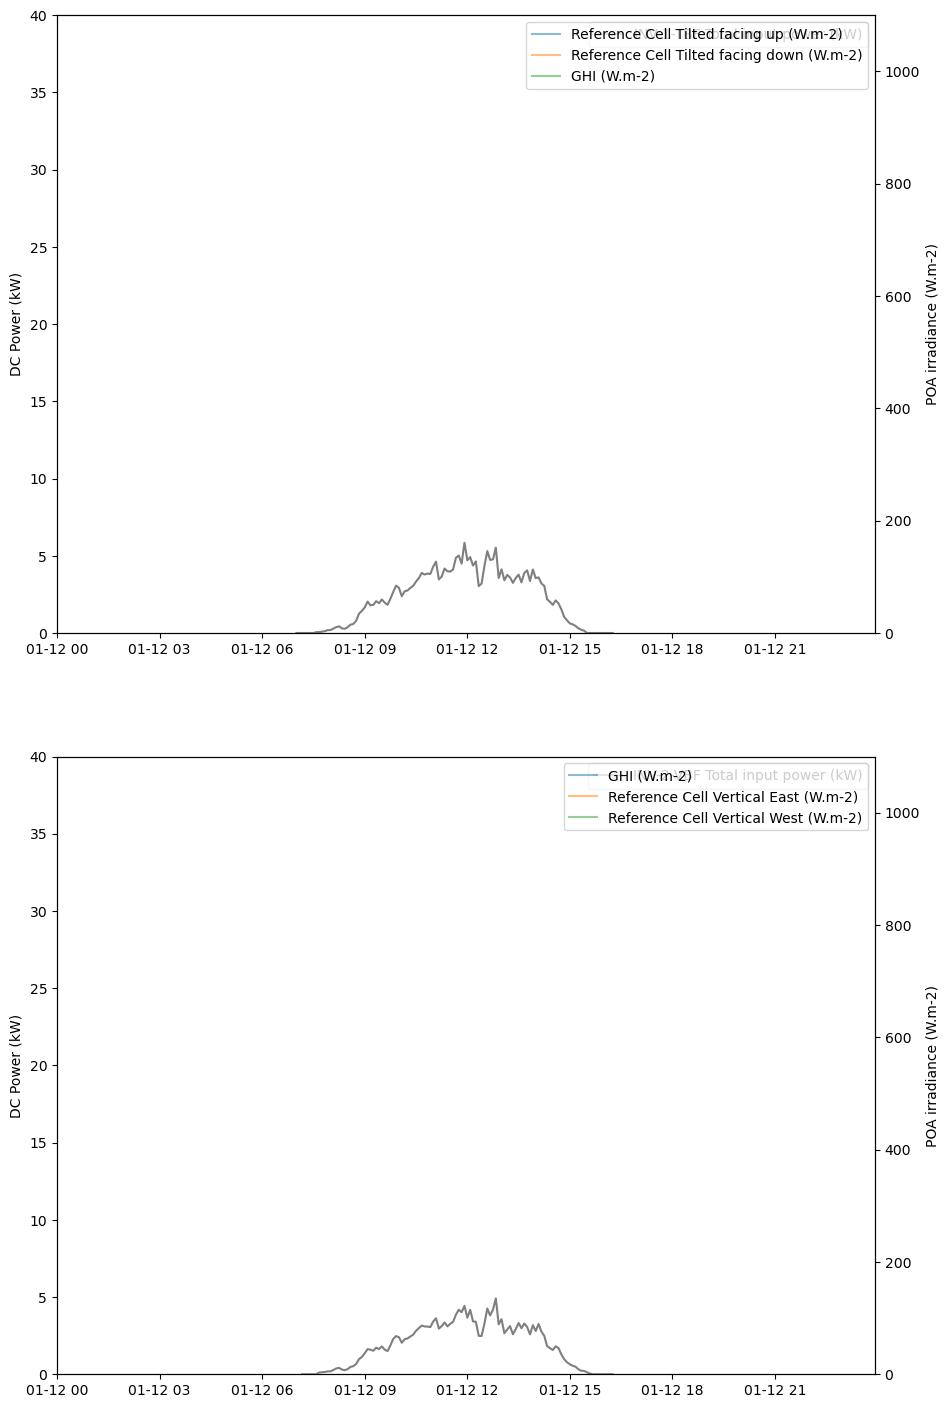 40
Reference Cell Tilted facing up (W.m-2)
Reference Cell Tilted facing down (W.m-2)
GHI (W.m-2)
1000
35
30
800
25
600
20
DC Power (kW)
POA irradiance (W.m-2)
15
400
10
200
5
0
0
01-12 00 01-12 03 01-12 06 01-12 09 01-12 12 01-12 15 01-12 18 01-12 21
40
GHI (W.m-2)
Total input power (kW)
Reference Cell Vertical East (W.m-2)
Reference Cell Vertical West (W.m-2)
1000
35
30
800
25
600
20
DC Power (kW)
POA irradiance (W.m-2)
15
400
10
200
5
0
0
01-12 00 01-12 03 01-12 06 01-12 09 01-12 12 01-12 15 01-12 18 01-12 21